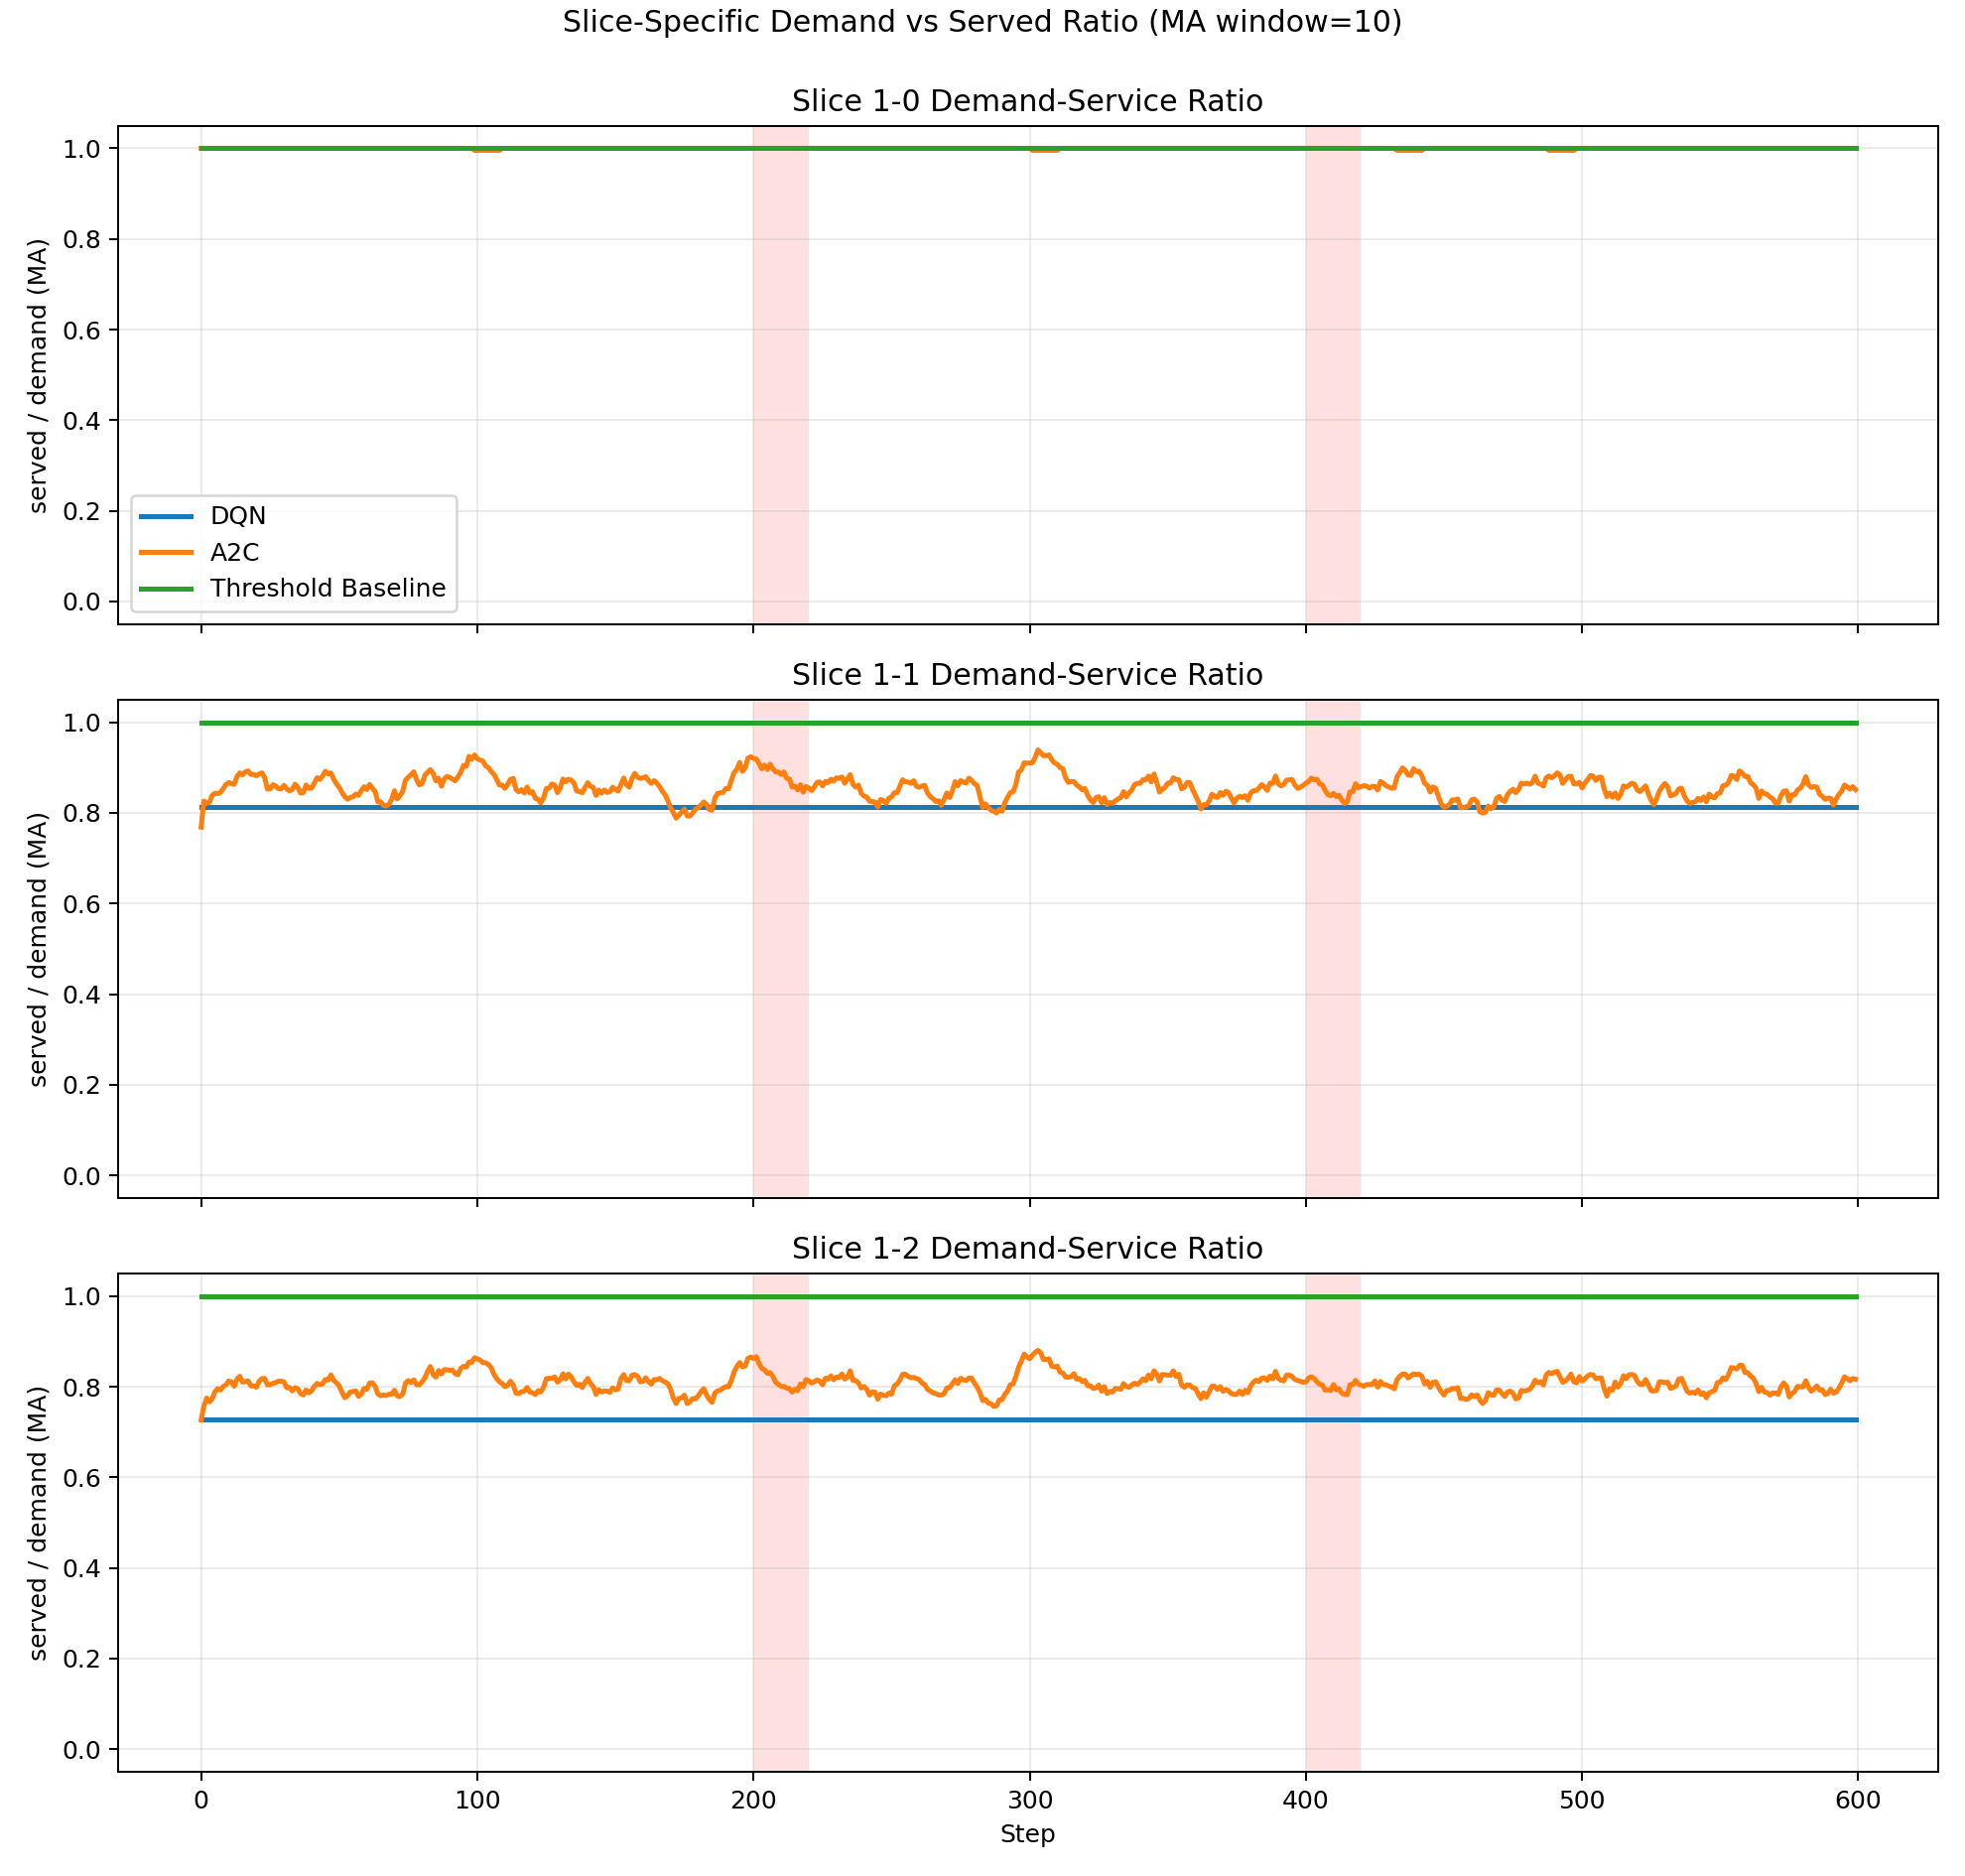 Slice-Specific Demand vs Served Ratio (MA window=10)
Slice 1-0 Demand-Service Ratio
served / demand (MA)
1.0
0.8
0.6
0.4
0.2
0.0
DQN
A2C
Threshold Baseline
Slice 1-1 Demand-Service Ratio
served / demand (MA)
1.0
0.8
0.6
0.4
0.2
0.0
Slice 1-2 Demand-Service Ratio
served / demand (MA)
1.0
0.8
0.6
0.4
0.2
0.0
0 100 200 300 400 500 600
Step